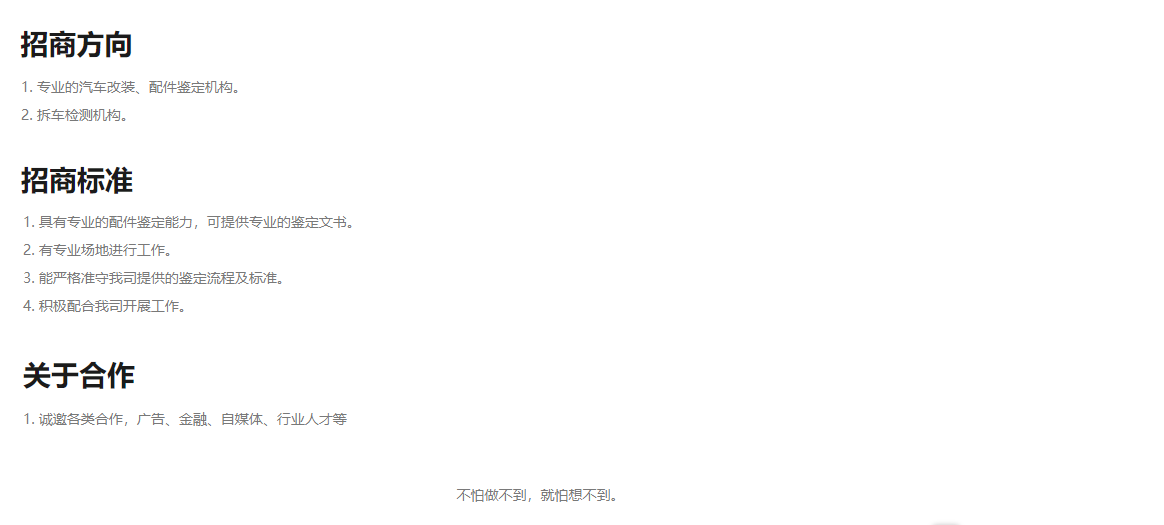 招商方向
1. 专业的汽车改装、配件鉴定机构。
2. 拆车检测机构。
招商标准
1. 具有专业的配件鉴定能力，可提供专业的鉴定文书。
2. 有专业场地进行工作。
3. 能严格准守我司提供的鉴定流程及标准。
4. 积极配合我司开展工作。
关于合作
1. 诚邀各类合作，广告、金融、自媒体、行业人才等
不怕做不到，就怕想不到。